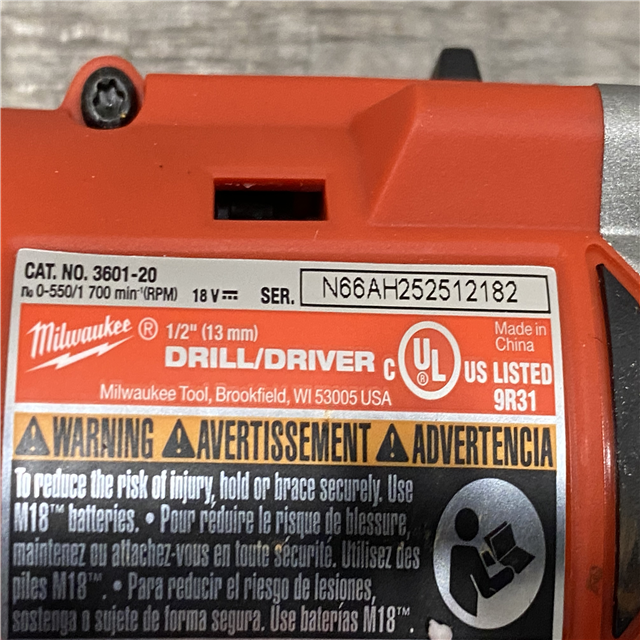 CAT. NO. 3601-20
n₀ 0-550/1 700 min⁻¹(RPM) 18 V⎓ SER. N66AH252512182
Milwaukee ® 1/2" (13 mm)
DRILL/DRIVER
Milwaukee Tool, Brookfield, WI 53005 USA
C UL ® US LISTED
9R31
Made in
China
⚠WARNING ⚠AVERTISSEMENT ⚠ADVERTENCIA
To reduce the risk of injury, hold or brace securely. Use
M18™ batteries. • Pour réduire le risque de blessure,
maintenez ou attachez-vous en toute sécurité. Utilisez des
piles M18™. • Para reducir el riesgo de lesiones,
sostenga o sujete de forma segura. Use baterías M18™.